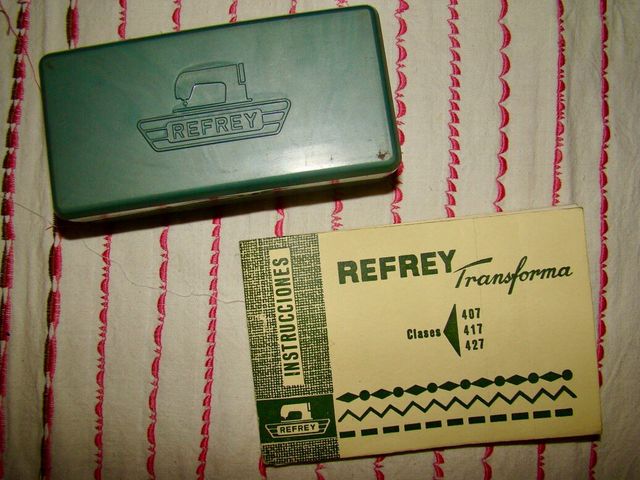 REFREY
INSTRUCCIONES
REFREY Transforma
Clases 407
417
427
REFREY